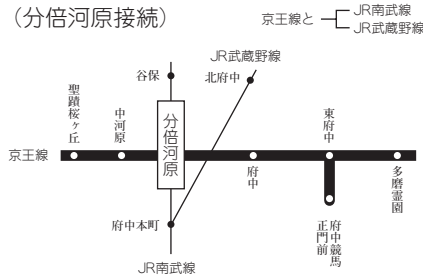 (分倍河原接続)
京王線と
JR南武線
JR武蔵野線
JR武蔵野線
谷保
北府中
聖蹟桜ヶ丘
中河原
分倍河原
東府中
京王線
府中
多磨霊園
府中本町
府中競馬
正門前
JR南武線